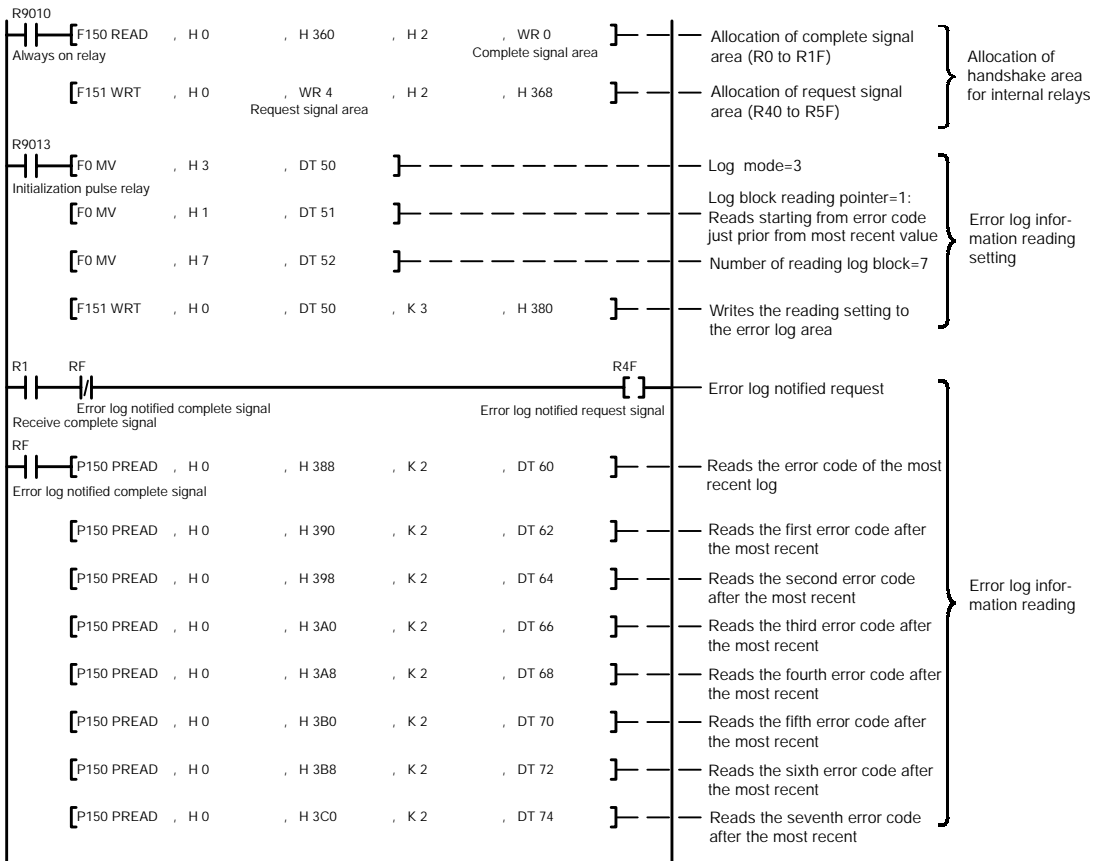 R9010
F150 READ , H 0 , H 360 , H 2 , WR 0
Always on relay
Complete signal area
Allocation of complete signal
area (R0 to R1F)
F151 WRT , H 0 , WR 4 , H 2 , H 368
Request signal area
Allocation of request signal
area (R40 to R5F)
Allocation of
handshake area
for internal relays
R9013
F0 MV , H 3 , DT 50
Initialization pulse relay
Log mode=3
F0 MV , H 1 , DT 51
Log block reading pointer=1:
Reads starting from error code
just prior from most recent value
F0 MV , H 7 , DT 52
Number of reading log block=7
F151 WRT , H 0 , DT 50 , K 3 , H 380
Writes the reading setting to
the error log area
Error log infor-
mation reading
setting
R1 RF R4F
Error log notified complete signal
Receive complete signal
Error log notified request signal
Error log notified request
RF
P150 PREAD , H 0 , H 388 , K 2 , DT 60
Error log notified complete signal
Reads the error code of the most
recent log
P150 PREAD , H 0 , H 390 , K 2 , DT 62
Reads the first error code after
the most recent
P150 PREAD , H 0 , H 398 , K 2 , DT 64
Reads the second error code
after the most recent
P150 PREAD , H 0 , H 3A0 , K 2 , DT 66
Reads the third error code after
the most recent
P150 PREAD , H 0 , H 3A8 , K 2 , DT 68
Reads the fourth error code after
the most recent
P150 PREAD , H 0 , H 3B0 , K 2 , DT 70
Reads the fifth error code after
the most recent
P150 PREAD , H 0 , H 3B8 , K 2 , DT 72
Reads the sixth error code after
the most recent
P150 PREAD , H 0 , H 3C0 , K 2 , DT 74
Reads the seventh error code
after the most recent
Error log infor-
mation reading